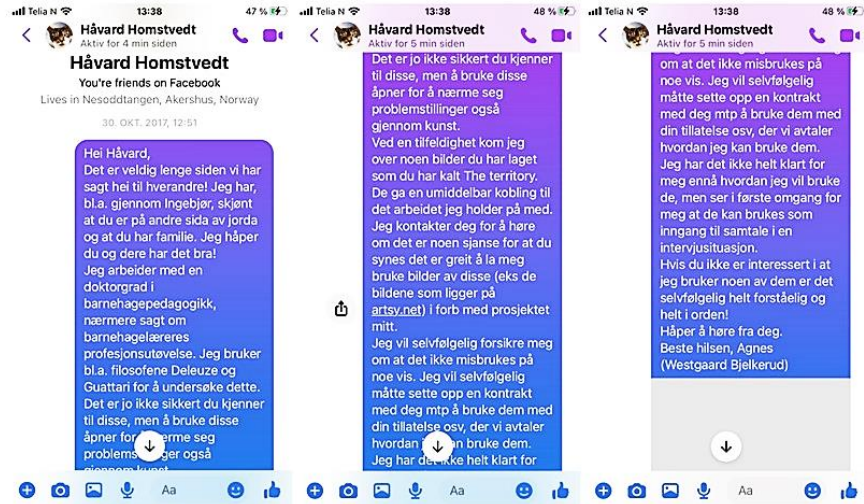 Telia N
13:38
47 %
Håvard Homstvedt
Aktiv for 4 min siden
Håvard Homstvedt
You're friends on Facebook
Lives in Nesoddtangen, Akershus, Norway
30. OKT. 2017, 12:51
Hei Håvard,
Det er veldig lenge siden vi har
sagt hei til hverandre! Jeg har,
bl.a. gjennom Ingebjør, skjønt
at du er på andre sida av jorda
og at du har familie. Jeg håper
du og dere har det bra!
Jeg arbeider med en
doktorgrad i
barnehagepedagogikk,
nærmere sagt om
barnehagelæreres
profesjonsutøvelse. Jeg bruker
bl.a. filosofene Deleuze og
Guattari for å undersøke dette.
Det er jo ikke sikkert du kjenner
til disse, men å bruke disse
åpner for å nærme seg
problemstillinger også
gjennom kunst.
Aa
Telia N
13:38
48 %
Håvard Homstvedt
Aktiv for 5 min siden
Det er jo ikke sikkert du kjenner
til disse, men å bruke disse
åpner for å nærme seg
problemstillinger også
gjennom kunst.
Ved en tilfeldighet kom jeg
over noen bilder du har laget
som du har kalt The territory.
De ga en umiddelbar kobling til
det arbeidet jeg holder på med.
Jeg kontakter deg for å høre
om det er noen sjanse for at du
synes det er greit å la meg
bruke bilder av disse (eks de
bildene som ligger på
artsy.net) i forb med prosjektet
mitt.
Jeg vil selvfølgelig forsikre meg
om at det ikke misbrukes på
noe vis. Jeg vil selvfølgelig
måtte sette opp en kontrakt
med deg mtp å bruke dem med
din tillatelse osv, der vi avtaler
hvordan jeg kan bruke dem.
Jeg har det ikke helt klart for
Aa
Telia N
13:38
48 %
Håvard Homstvedt
Aktiv for 5 min siden
om at det ikke misbrukes på
noe vis. Jeg vil selvfølgelig
måtte sette opp en kontrakt
med deg mtp å bruke dem med
din tillatelse osv, der vi avtaler
hvordan jeg kan bruke dem.
Jeg har det ikke helt klart for
meg ennå hvordan jeg vil bruke
de, men ser i første omgang for
meg at de kan brukes som
inngang til samtale i en
intervjusituasjon.
Hvis du ikke er interessert i at
jeg bruker noen av dem er det
selvfølgelig helt forståelig og
helt i orden!
Håper å høre fra deg.
Beste hilsen, Agnes
(Westgaard Bjelkerud)
Aa